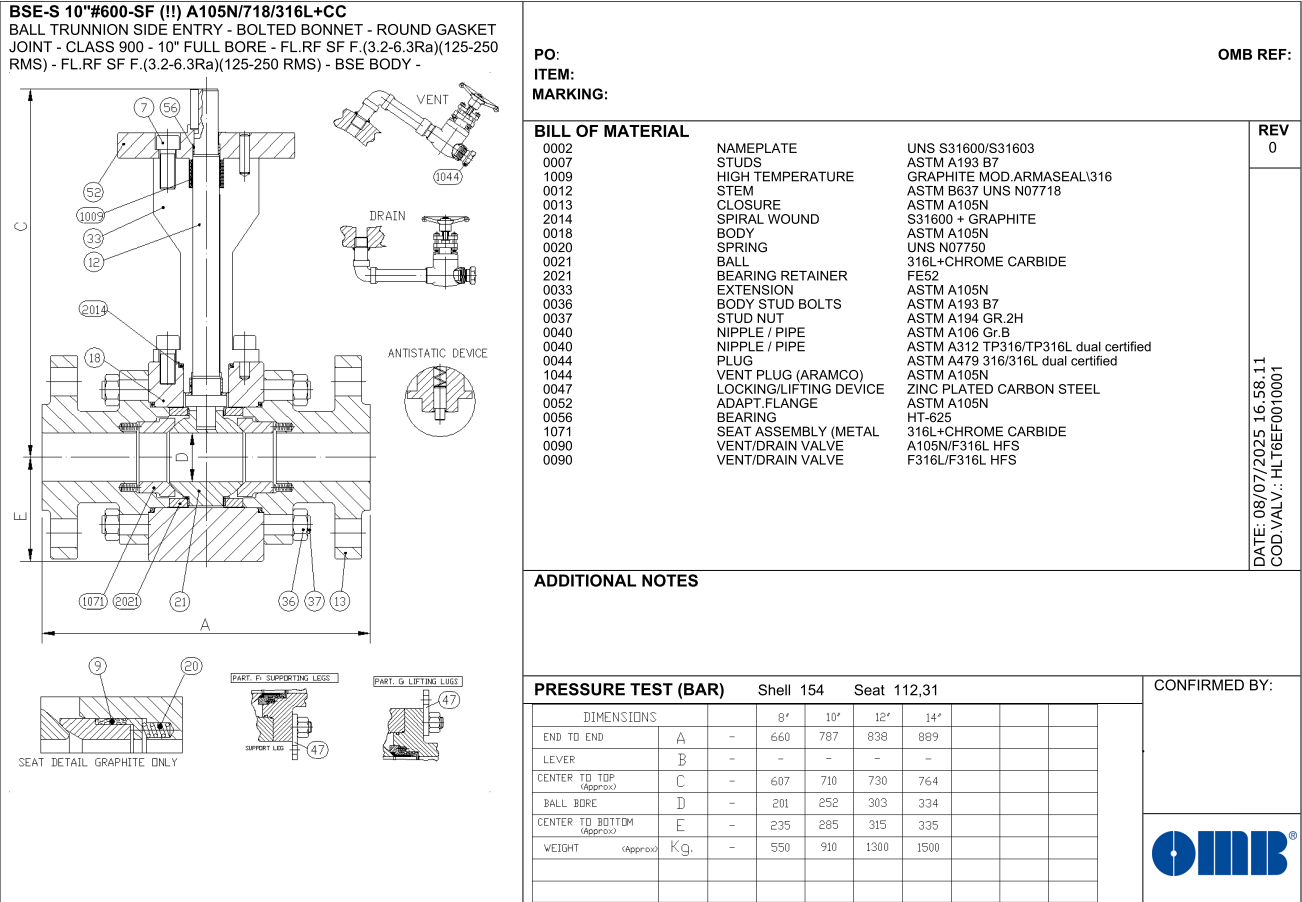 BSE-S 10"#600-SF (!!) A105N/718/316L+CC
BALL TRUNNION SIDE ENTRY - BOLTED BONNET - ROUND GASKET
JOINT - CLASS 900 - 10" FULL BORE - FL.RF SF F.(3.2-6.3Ra)(125-250
RMS) - FL.RF SF F.(3.2-6.3Ra)(125-250 RMS) - BSE BODY -
7 56
VENT
1044
52
1009
33
12
C
DRAIN
2014
18
ANTISTATIC DEVICE
D
E
1071 2021 21 36 37 13
A
9 20
SEAT DETAIL GRAPHITE ONLY
PART. F: SUPPORTING LEGS
SUPPORT LEG 47
PART. G: LIFTING LUGS
47
PO: OMB REF:
ITEM:
MARKING:
BILL OF MATERIAL
REV
0
0002 NAMEPLATE UNS S31600/S31603
0007 STUDS ASTM A193 B7
1009 HIGH TEMPERATURE GRAPHITE MOD.ARMASEAL\316
0012 STEM ASTM B637 UNS N07718
0013 CLOSURE ASTM A105N
2014 SPIRAL WOUND S31600 + GRAPHITE
0018 BODY ASTM A105N
0020 SPRING UNS N07750
0021 BALL 316L+CHROME CARBIDE
2021 BEARING RETAINER FE52
0033 EXTENSION ASTM A105N
0036 BODY STUD BOLTS ASTM A193 B7
0037 STUD NUT ASTM A194 GR.2H
0040 NIPPLE / PIPE ASTM A106 Gr.B
0040 NIPPLE / PIPE ASTM A312 TP316/TP316L dual certified
0044 PLUG ASTM A479 316/316L dual certified
1044 VENT PLUG (ARAMCO) ASTM A105N
0047 LOCKING/LIFTING DEVICE ZINC PLATED CARBON STEEL
0052 ADAPT.FLANGE ASTM A105N
0056 BEARING HT-625
1071 SEAT ASSEMBLY (METAL 316L+CHROME CARBIDE
0090 VENT/DRAIN VALVE A105N/F316L HFS
0090 VENT/DRAIN VALVE F316L/F316L HFS
DATE: 08/07/2025 16.58.11
COD.VALV.: HLT6EF0010001
ADDITIONAL NOTES
PRESSURE TEST (BAR) Shell 154 Seat 112,31
CONFIRMED BY:
DIMENSIONS 8" 10" 12" 14"
END TO END A - 660 787 838 889
LEVER B - - - - -
CENTER TO TOP (Approx) C - 607 710 730 764
BALL BORE D - 201 252 303 334
CENTER TO BOTTOM (Approx) E - 235 285 315 335
WEIGHT (Approx) Kg. - 550 910 1300 1500
OMB®